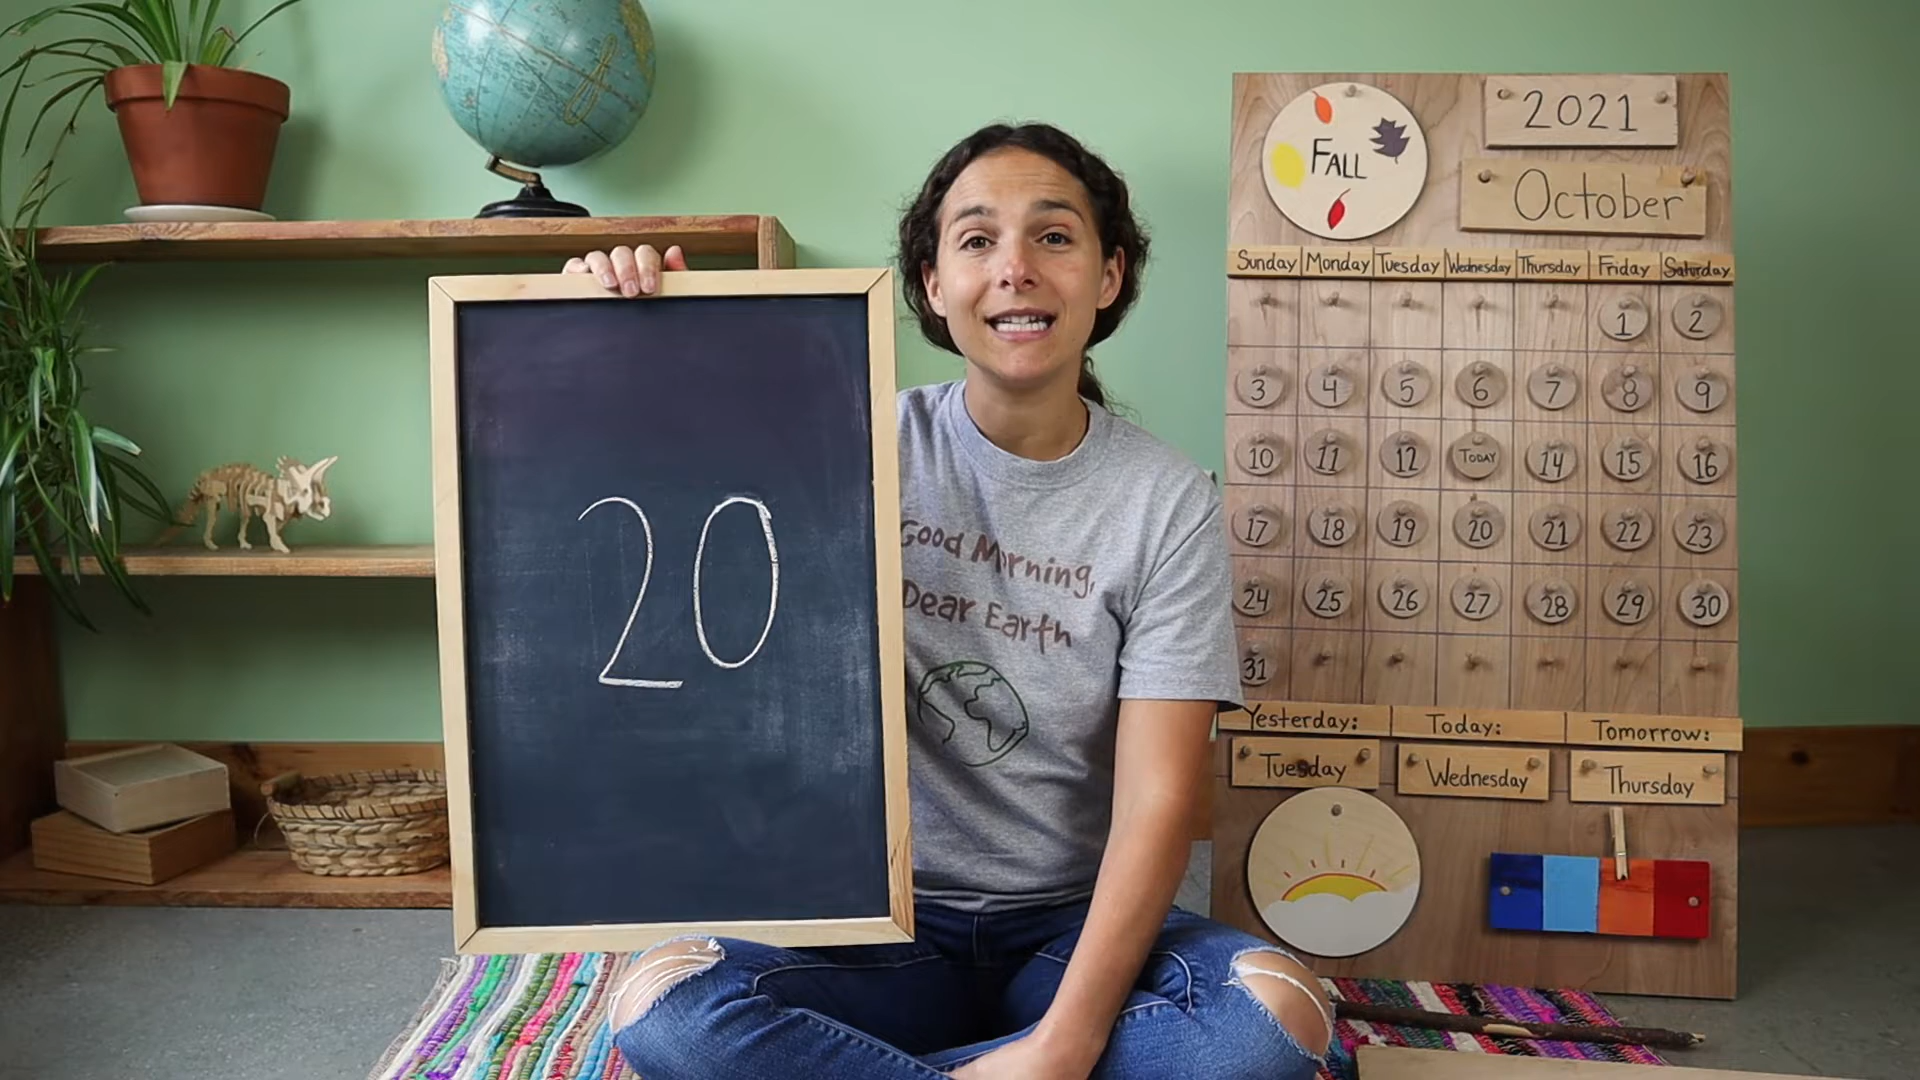 20
Good Morning,
Dear Earth
FALL
2021
October
Sunday Monday Tuesday Wednesday Thursday Friday Saturday
1 2
3 4 5 6 7 8 9
10 11 12 TODAY 14 15 16
17 18 19 20 21 22 23
24 25 26 27 28 29 30
31
Yesterday: Today: Tomorrow:
Tuesday Wednesday Thursday